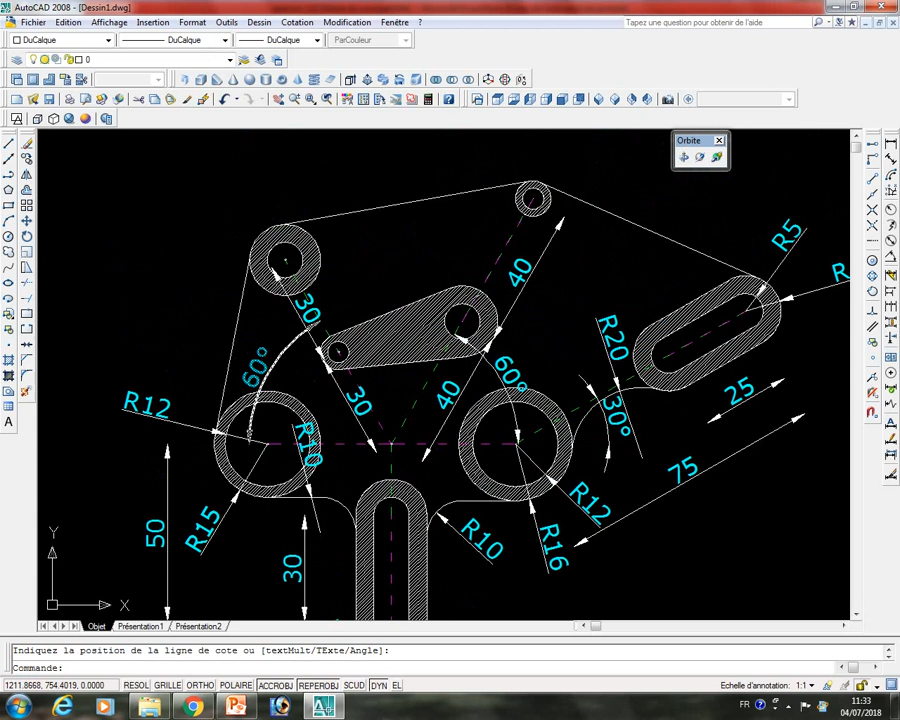 AutoCAD 2008 - [Dessin1.dwg]
Fichier Edition Affichage Insertion Format Outils Dessin Cotation Modification Fenêtre ?
Tapez une question pour obtenir de l'aide
DuCalque DuCalque DuCalque ParCouleur
0
Orbite
R5
R
40
30
R20
60°
60°
25
R12
30
40
30°
R10
75
R12
50
R15
R10
R16
30
Y
X
Objet Présentation1 Présentation2
Indiquez la position de la ligne de cote ou [textMult/TExte/Angle]:
Commande:
1211.8668, 754.4019, 0.0000 RESOL GRILLE ORTHO POLAIRE ACCROBJ REPEROBJ SCUD DYN EL Echelle d'annotation: 1:1
FR 11:33
04/07/2018